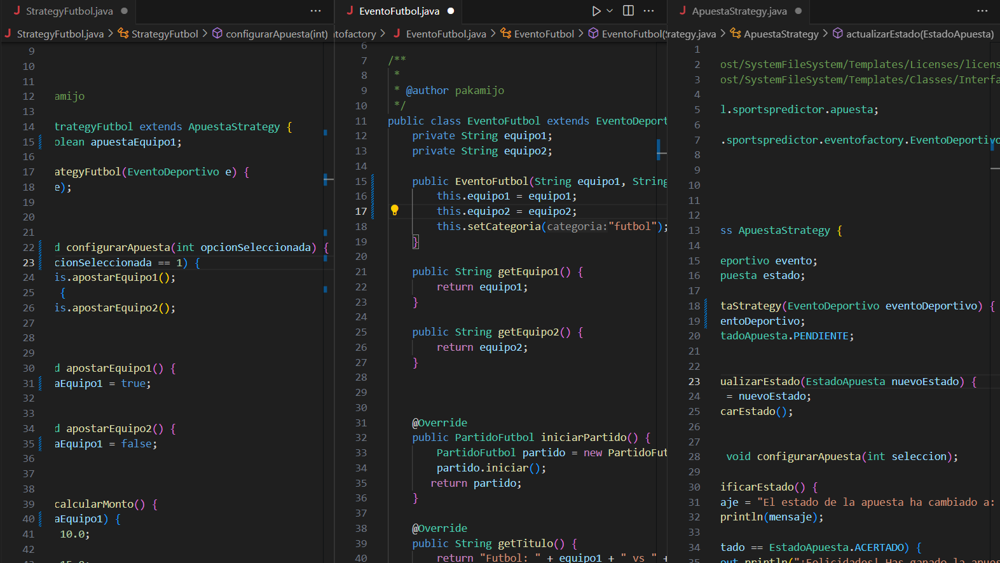 StrategyFutbol.java
StrategyFutbol.java > StrategyFutbol > configurarApuesta(int)
9
10
11
12 amijo
13
14 trategyFutbol extends ApuestaStrategy {
15 olean apuestaEquipo1;
16
17 ategyFutbol(EventoDeportivo e) {
18 e);
19
20
21
22 d configurarApuesta(int opcionSeleccionada) {
23 cionSeleccionada == 1) {
24 is.apostarEquipo1();
25 {
26 is.apostarEquipo2();
27
28
29
30 d apostarEquipo1() {
31 aEquipo1 = true;
32
33
34 d apostarEquipo2() {
35 aEquipo1 = false;
36
37
38
39 calcularMonto() {
40 aEquipo1) {
41 10.0;
42
EventoFutbol.java
ntofactory > EventoFutbol.java > EventoFutbol > EventoFutbol(S
6
7 /**
8 *
9 * @author pakamijo
10 */
11 public class EventoFutbol extends EventoDeport
12 private String equipo1;
13 private String equipo2;
14
15 public EventoFutbol(String equipo1, String
16 this.equipo1 = equipo1;
17 this.equipo2 = equipo2;
18 this.setCategoria(categoria:"futbol");
19 }
20
21 public String getEquipo1() {
22 return equipo1;
23 }
24
25 public String getEquipo2() {
26 return equipo2;
27 }
28
29
30
31 @Override
32 public PartidoFutbol iniciarPartido() {
33 PartidoFutbol partido = new PartidoFut
34 partido.iniciar();
35 return partido;
36 }
37
38 @Override
39 public String getTitulo() {
40 return "Futbol: " + equipo1 + " vs " +
ApuestaStrategy.java
rategy.java > ApuestaStrategy > actualizarEstado(EstadoApuesta)
1
2 ost/SystemFileSystem/Templates/Licenses/licens
3 ost/SystemFileSystem/Templates/Classes/Interfa
4
5 l.sportspredictor.apuesta;
6
7 .sportspredictor.eventofactory.EventoDeportivo
8
9
10
11
12
13 ss ApuestaStrategy {
14
15 eportivo evento;
16 puesta estado;
17
18 taStrategy(EventoDeportivo eventoDeportivo) {
19 entoDeportivo;
20 tadoApuesta.PENDIENTE;
21
22
23 ualizarEstado(EstadoApuesta nuevoEstado) {
24 = nuevoEstado;
25 carEstado();
26
27
28 void configurarApuesta(int seleccion);
29
30 ificarEstado() {
31 aje = "El estado de la apuesta ha cambiado a:
32 println(mensaje);
33
34 tado == EstadoApuesta.ACERTADO) {
35 out.println("¡Felicidades! Has ganado la apues